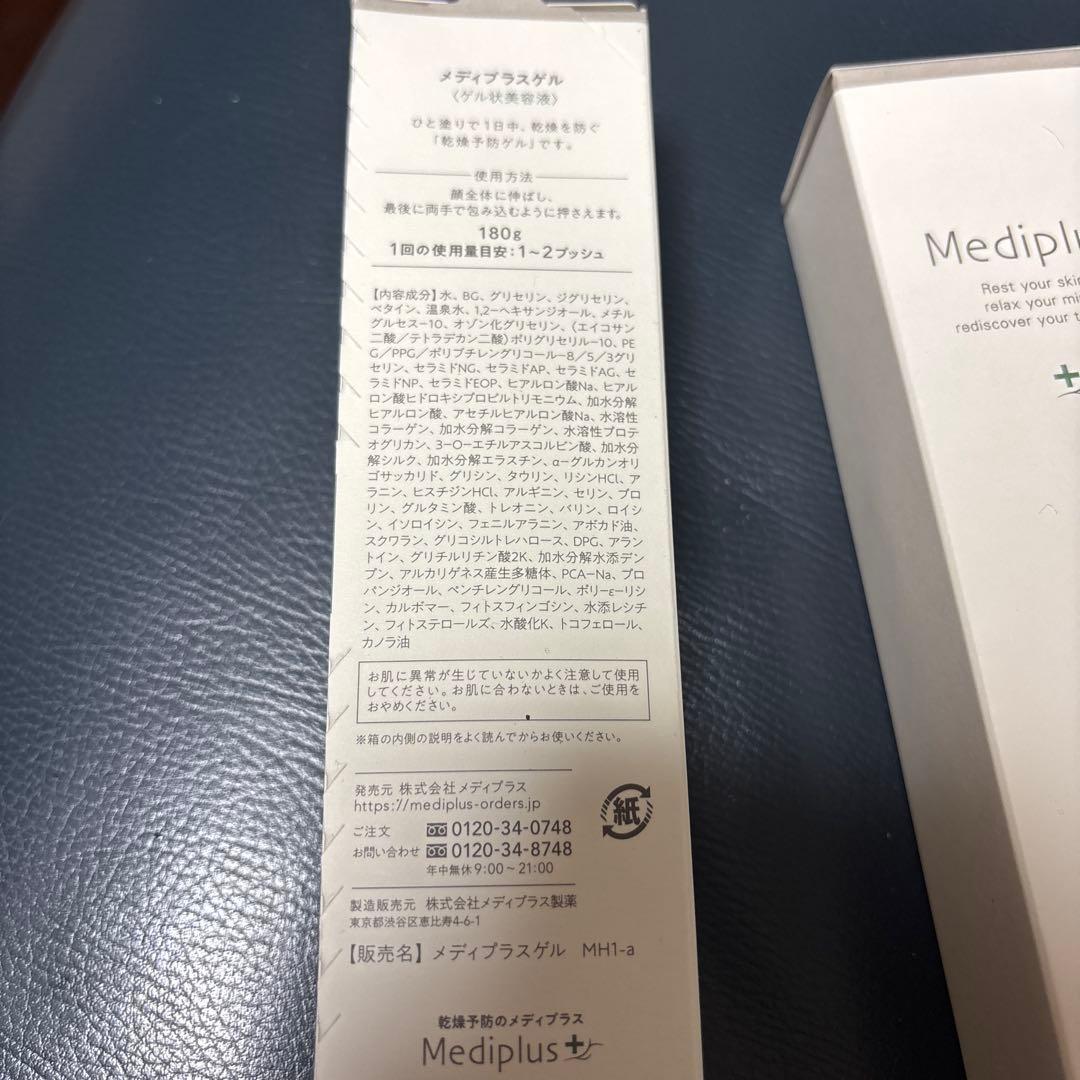 メディプラスゲル
〈ゲル状美容液〉
ひと塗りで1日中、乾燥を防ぐ
「乾燥予防ゲル」です。
使用方法
顔全体に伸ばし、
最後に両手で包み込むように押さえます。
180g
1回の使用量目安:1~2プッシュ
【内容成分】水、BG、グリセリン、ジグリセリン、
ベタイン、温泉水、1,2-ヘキサンジオール、メチル
グルセス-10、オゾン化グリセリン、(エイコサン
二酸/テトラデカン二酸)ポリグリセリル-10、PE
G/PPG/ポリブチレングリコール-8/5/3グリ
セリン、セラミドNG、セラミドAP、セラミドAG、セ
ラミドNP、セラミドEOP、ヒアルロン酸Na、ヒアル
ロン酸ヒドロキシプロピルトリモニウム、加水分解
ヒアルロン酸、アセチルヒアルロン酸Na、水溶性
コラーゲン、加水分解コラーゲン、水溶性プロテ
オグリカン、3-O-エチルアスコルビン酸、加水分
解シルク、加水分解エラスチン、α-グルカンオリ
ゴサッカリド、グリシン、タウリン、リシンHCl、ア
ラニン、ヒスチジンHCl、アルギニン、セリン、プロ
リン、グルタミン酸、トレオニン、バリン、ロイシ
ン、イソロイシン、フェニルアラニン、アボカド油、
スクワラン、グリコシルトレハロース、DPG、アラン
トイン、グリチルリチン酸2K、加水分解水添デン
プン、アルカリゲネス産生多糖体、PCA-Na、プロ
パンジオール、ペンチレングリコール、ポリ-ε-リシ
ン、カルボマー、フィトスフィンゴシン、水添レシチ
ン、フィトステロールズ、水酸化K、トコフェロール、
カノラ油
お肌に異常が生じていないかよく注意して使用
してください。お肌に合わないときは、ご使用を
おやめください。
※箱の内側の説明をよく読んでからお使いください。
発売元 株式会社メディプラス
https://mediplus-orders.jp
ご注文 0120-34-0748
お問い合わせ 0120-34-8748
年中無休9:00~21:00
紙
製造販売元 株式会社メディプラス製薬
東京都渋谷区恵比寿4-6-1
【販売名】メディプラスゲル MH1-a
乾燥予防のメディプラス
Mediplus
Mediplu
Rest your skin
relax your mi
rediscover your t